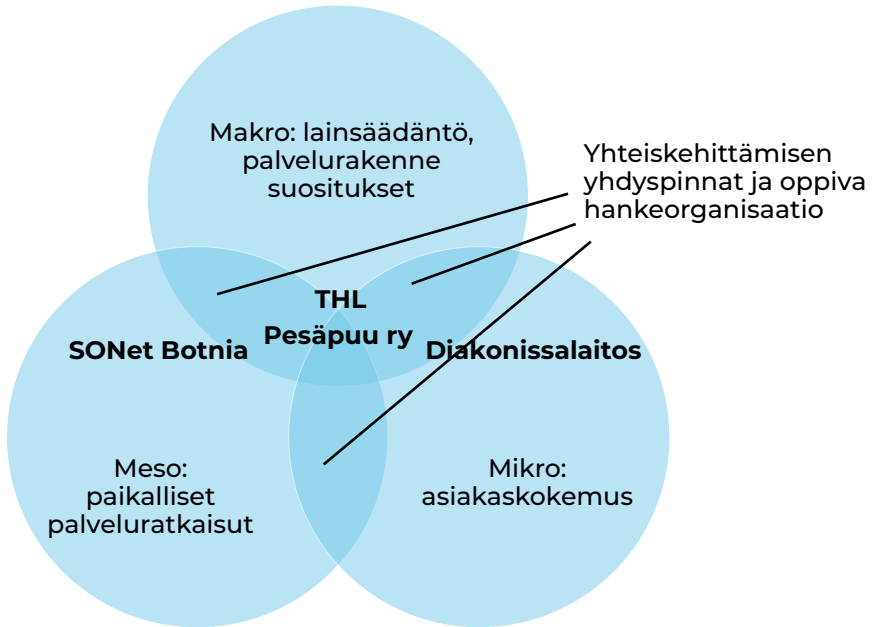 Makro: lainsäädäntö,
palvelurakenne
suositukset
Yhteiskehittämisen
yhdyspinnat ja oppiva
hankeorganisaatio
THL
Pesäpuu ry
SONet Botnia
Diakonissalaitos
Meso:
paikalliset
palveluratkaisut
Mikro:
asiakaskokemus